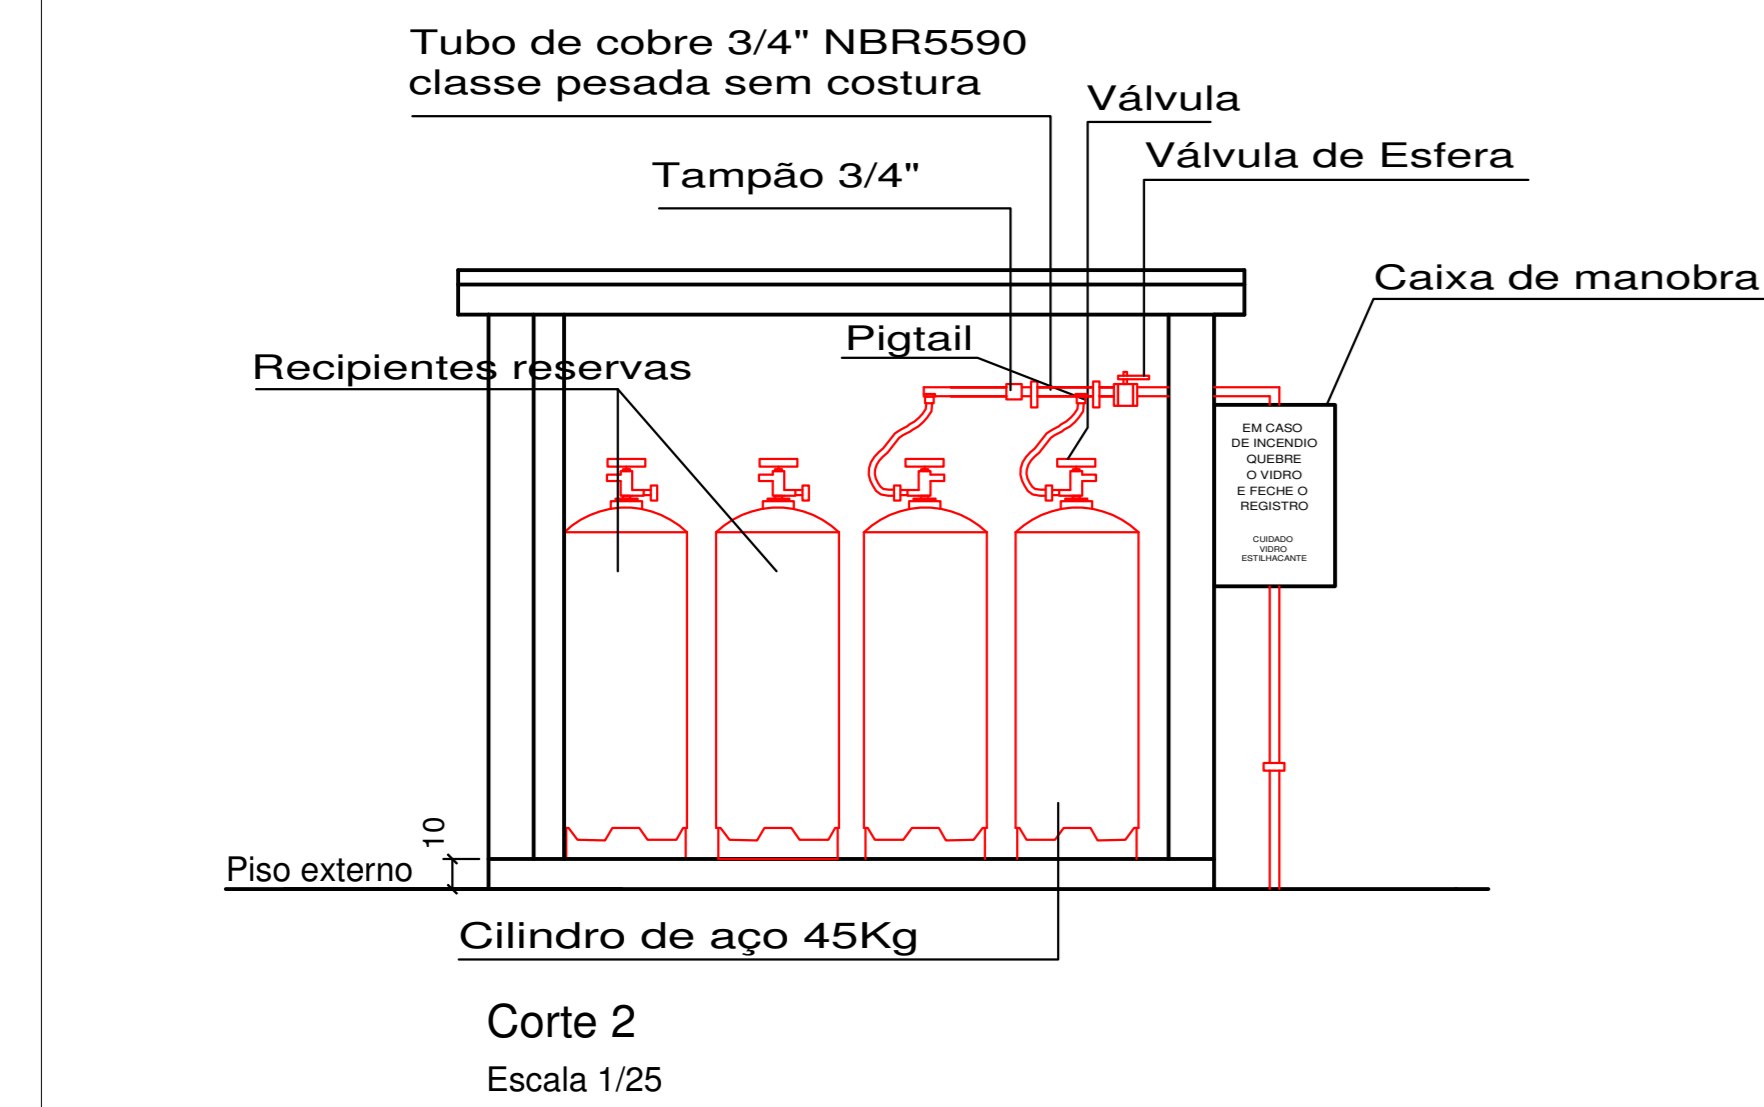 Tubo de cobre 3/4" NBR5590
classe pesada sem costura
Válvula
Válvula de Esfera
Tampão 3/4"
Caixa de manobra
Pigtail
Recipientes reservas
EM CASO
DE INCENDIO
QUEBRE
O VIDRO
E FECHE O
REGISTRO
CUIDADO
VIDRO
ESTILHACANTE
10
Piso externo
Cilindro de aço 45Kg
Corte 2
Escala 1/25